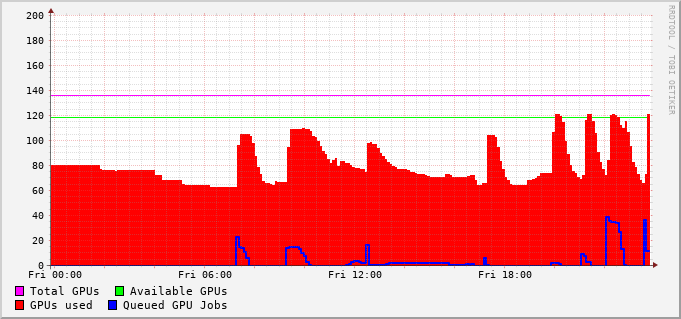 200
180
160
140
120
100
80
60
40
20
0
Fri 00:00 Fri 06:00 Fri 12:00 Fri 18:00
Total GPUs Available GPUs
GPUs used Queued GPU Jobs
RRDTOOL / TOBI OETIKER